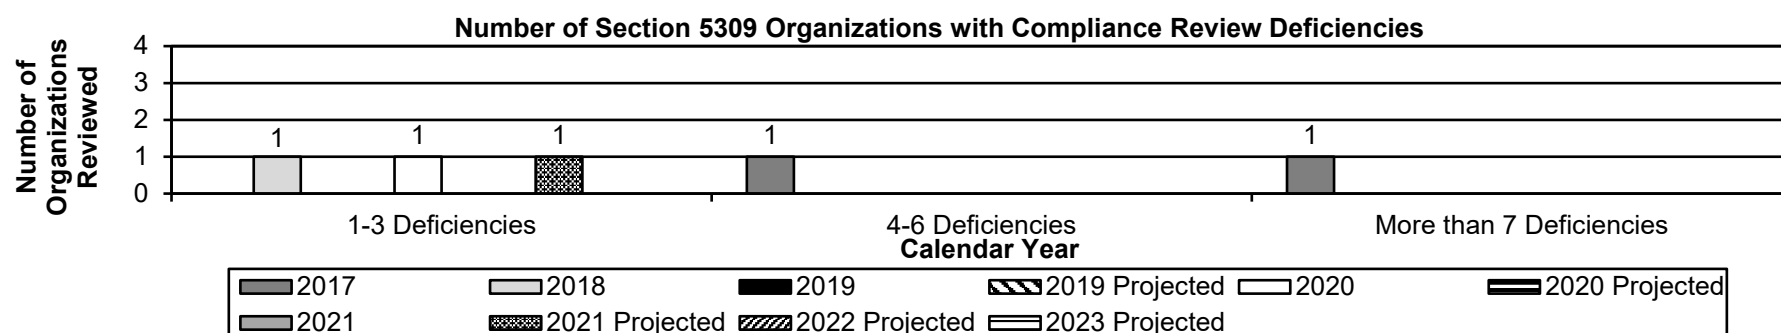 Number of Section 5309 Organizations with Compliance Review Deficiencies
Number of
Organizations
Reviewed
4
3
2
1
0
1
1
1
1
1
1-3 Deficiencies
4-6 Deficiencies
More than 7 Deficiencies
Calendar Year
2017 2018 2019 2019 Projected 2020 2020 Projected
2021 2021 Projected 2022 Projected 2023 Projected